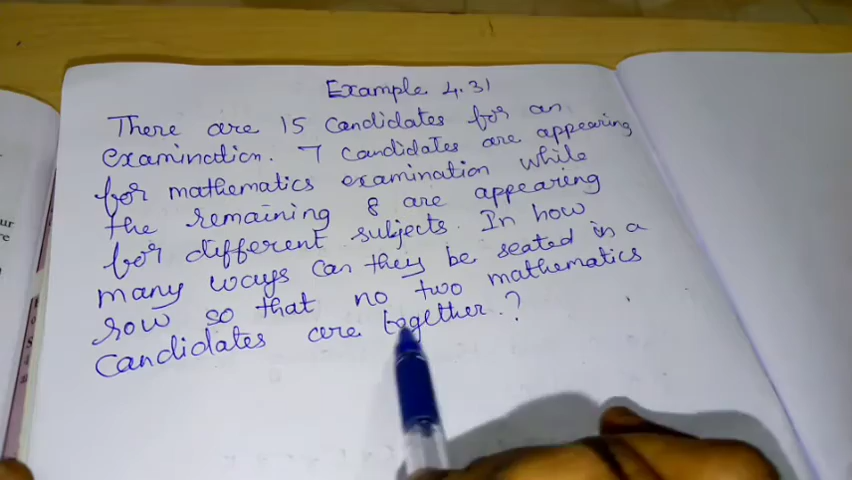 Example 4.31
There are 15 candidates for an
examination. 7 candidates are appearing
for mathematics examination while
the remaining 8 are appearing
for different subjects. In how
many ways can they be seated in a
row so that no two mathematics
candidates are together.?
ur
re